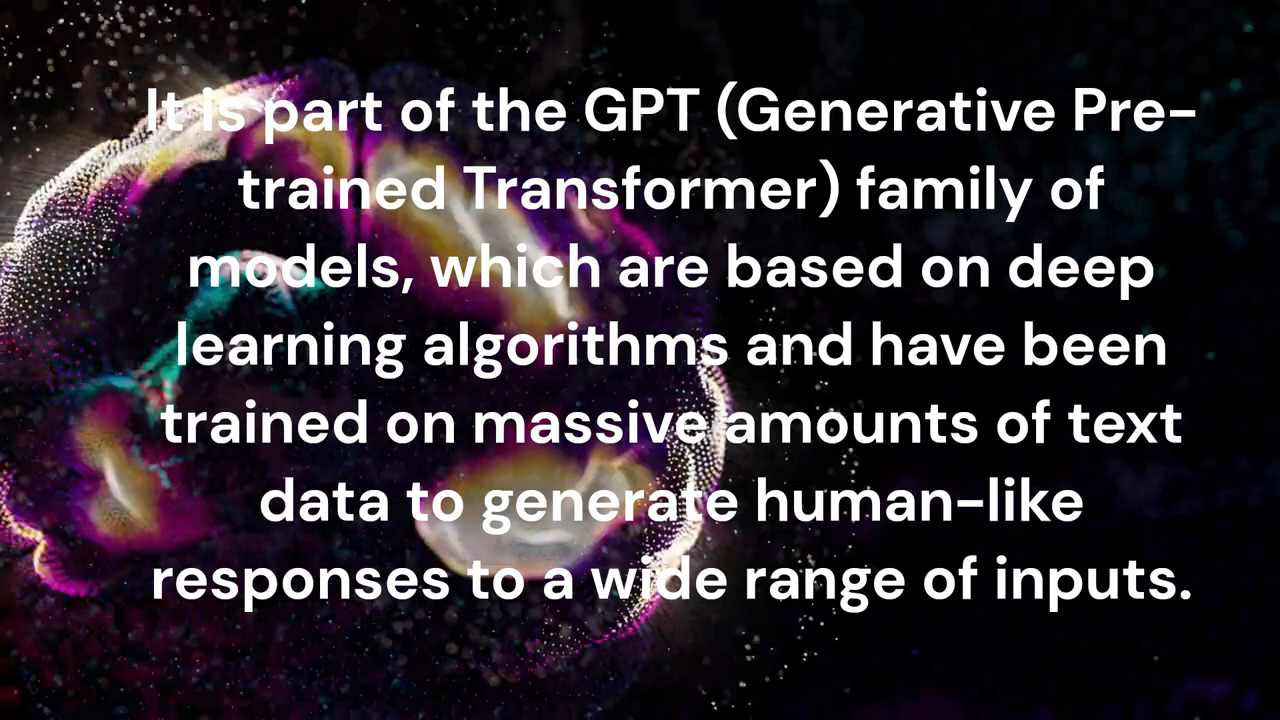 It is part of the GPT (Generative Pre-
trained Transformer) family of
models, which are based on deep
learning algorithms and have been
trained on massive amounts of text
data to generate human-like
responses to a wide range of inputs.